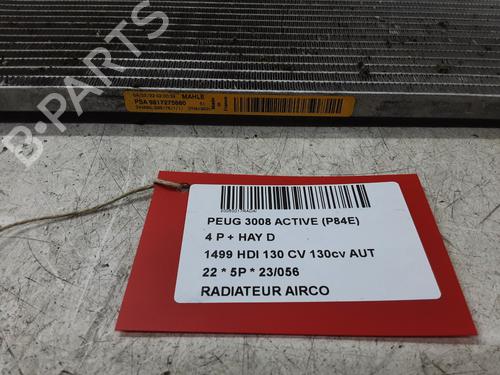 MAHLE
PSA 9817275680
PEUG 3008 ACTIVE (P84E)
4 P + HAY D
1499 HDI 130 CV 130cv AUT
22 * 5P * 23/056
RADIATEUR AIRCO
B-PARTS